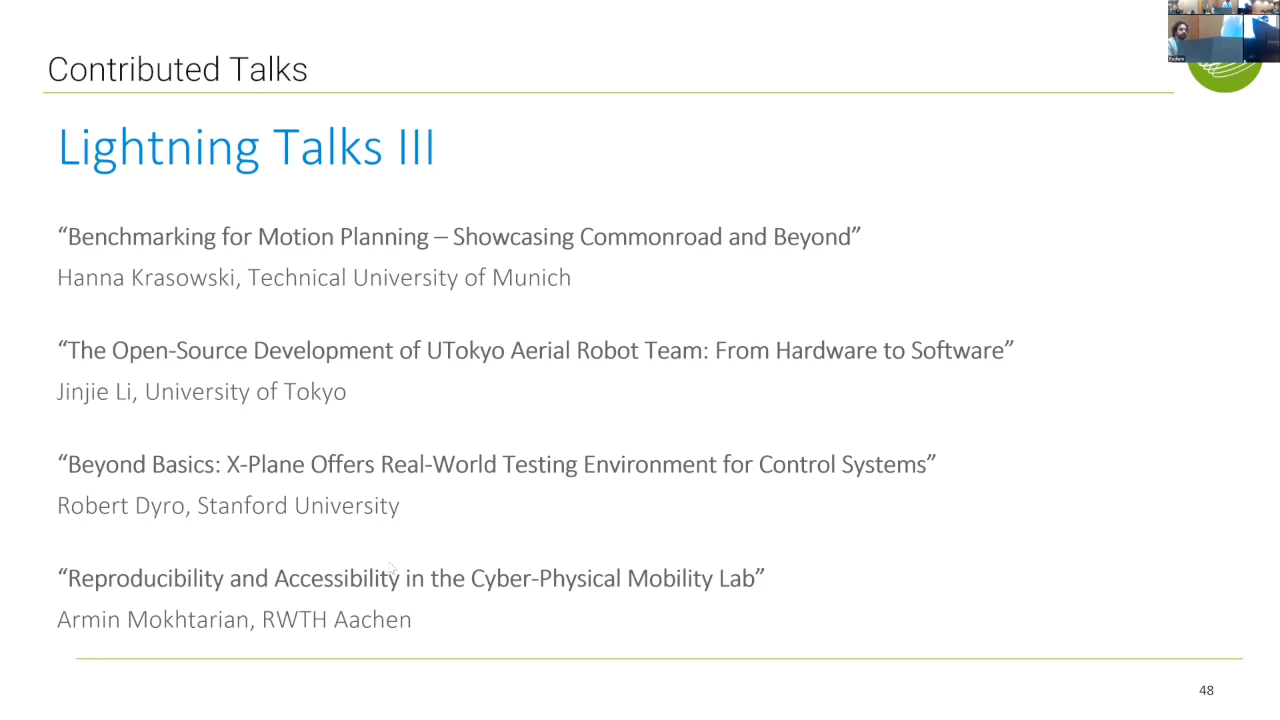 Contributed Talks
Lightning Talks III
“Benchmarking for Motion Planning – Showcasing Commonroad and Beyond”
Hanna Krasowski, Technical University of Munich
“The Open-Source Development of UTokyo Aerial Robot Team: From Hardware to Software”
Jinjie Li, University of Tokyo
“Beyond Basics: X-Plane Offers Real-World Testing Environment for Control Systems”
Robert Dyro, Stanford University
“Reproducibility and Accessibility in the Cyber-Physical Mobility Lab”
Armin Mokhtarian, RWTH Aachen
48